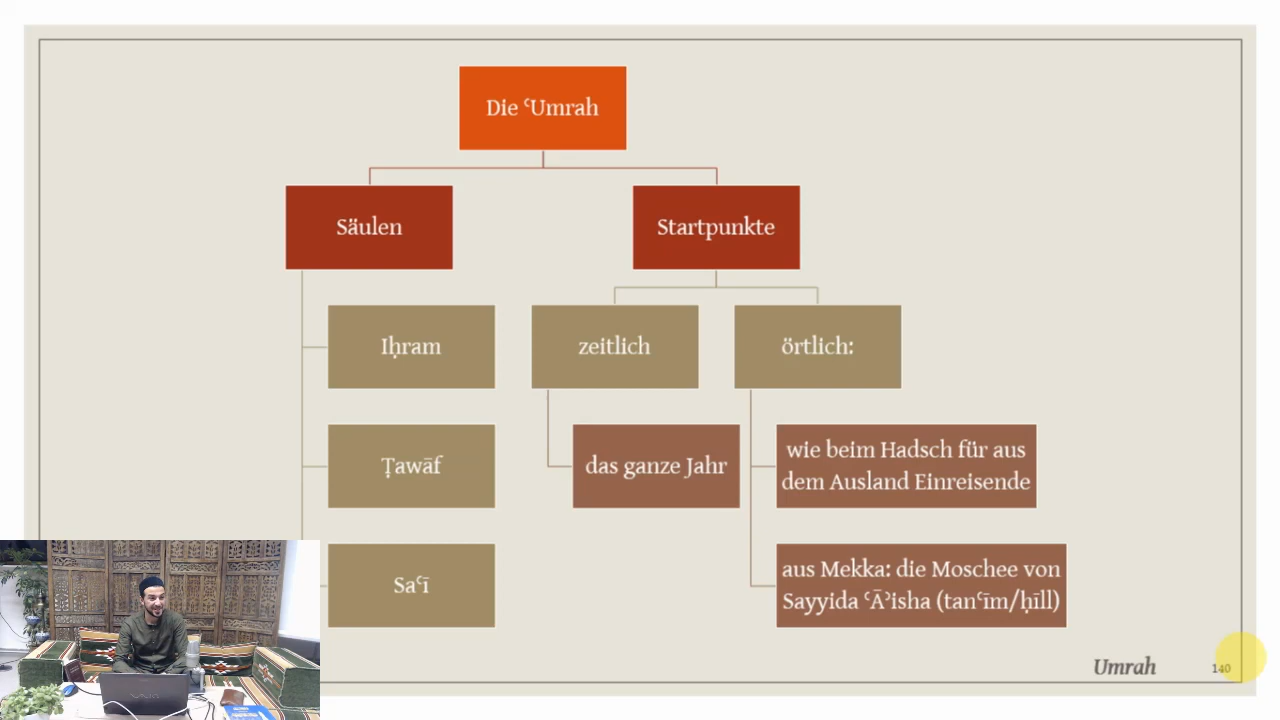 Die ʿUmrah
Säulen
Startpunkte
Iḥram
zeitlich
örtlich:
Ṭawāf
das ganze Jahr
wie beim Hadsch für aus
dem Ausland Einreisende
Saʿī
aus Mekka: die Moschee von
Sayyida ʿĀʾisha (tanʿīm/ḥīll)
Umrah
140